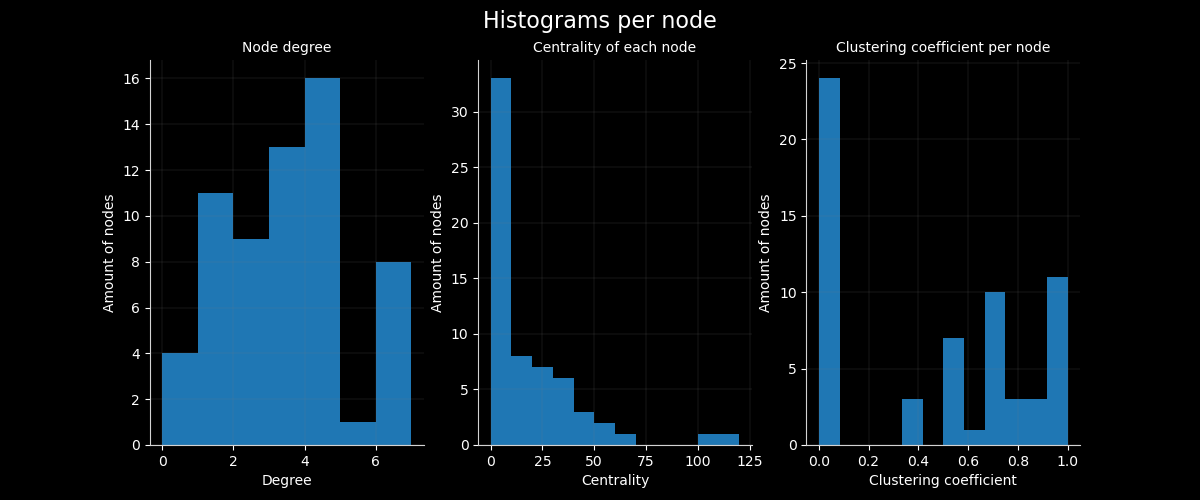 Histograms per node
Node degree
Amount of nodes
16
14
12
10
8
6
4
2
0
0 2 4 6
Degree
Centrality of each node
Amount of nodes
30
25
20
15
10
5
0
0 25 50 75 100 125
Centrality
Clustering coefficient per node
Amount of nodes
25
20
15
10
5
0
0.0 0.2 0.4 0.6 0.8 1.0
Clustering coefficient